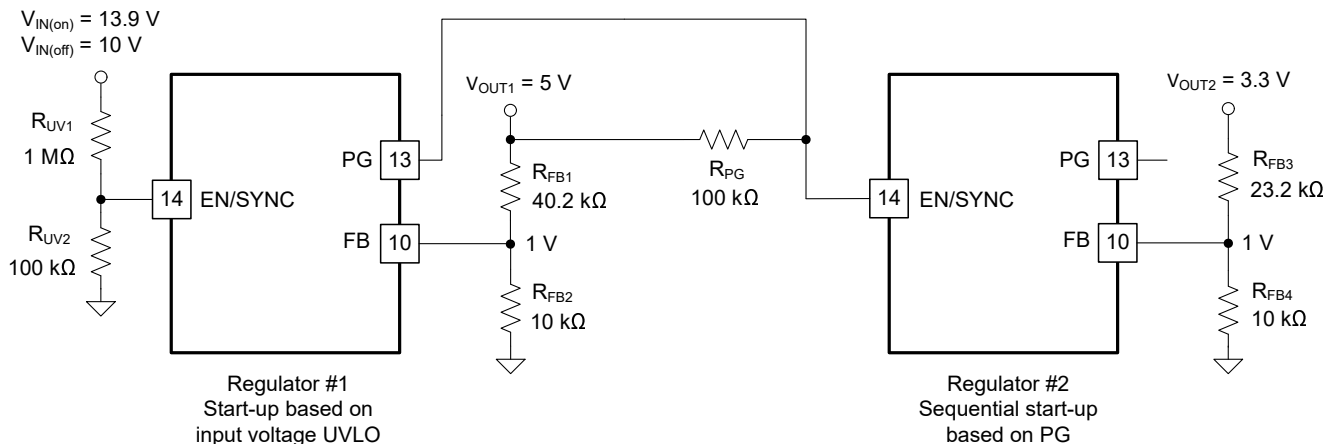 VIN(on) = 13.9 V
VIN(off) = 10 V
RUV1
1 MΩ
RUV2
100 kΩ
14
EN/SYNC
PG
13
FB
10
Regulator #1
Start-up based on
input voltage UVLO
VOUT1 = 5 V
RFB1
40.2 kΩ
1 V
RFB2
10 kΩ
RPG
100 kΩ
14
EN/SYNC
PG
13
FB
10
Regulator #2
Sequential start-up
based on PG
VOUT2 = 3.3 V
RFB3
23.2 kΩ
1 V
RFB4
10 kΩ